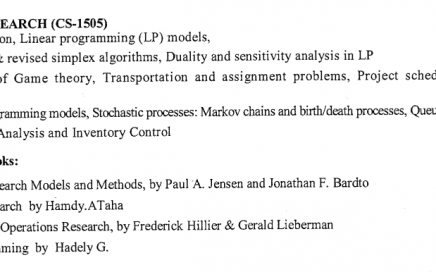 EARCH (CS-1505)
on, Linear programming (LP) models,
revised simplex algorithms, Duality and sensitivity analysis in LP
of Game theory, Transportation and assignment problems, Project sched
gramming models, Stochastic processes: Markov chains and birth/death processes, Queu
Analysis and Inventory Control
oks:
earch Models and Methods, by Paul A. Jensen and Jonathan F. Bardto
arch by Hamdy.ATaha
Operations Research, by Frederick Hillier & Gerald Lieberman
ming by Hadely G.